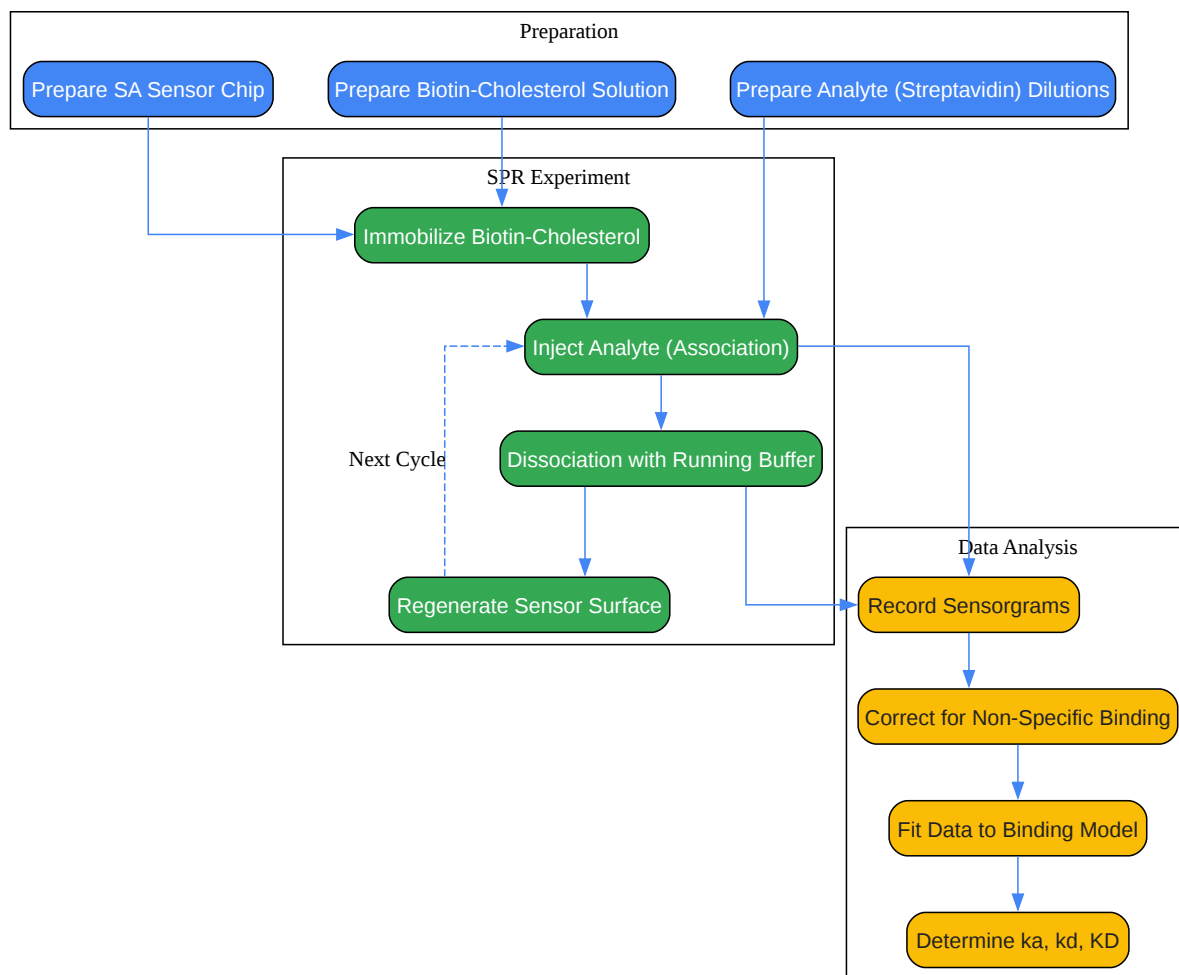 Preparation
Prepare SA Sensor Chip
Prepare Biotin-Cholesterol Solution
Prepare Analyte (Streptavidin) Dilutions
SPR Experiment
Immobilize Biotin-Cholesterol
Inject Analyte (Association)
Next Cycle
Dissociation with Running Buffer
Regenerate Sensor Surface
Data Analysis
Record Sensorgrams
Correct for Non-Specific Binding
Fit Data to Binding Model
Determine ka, kd, KD